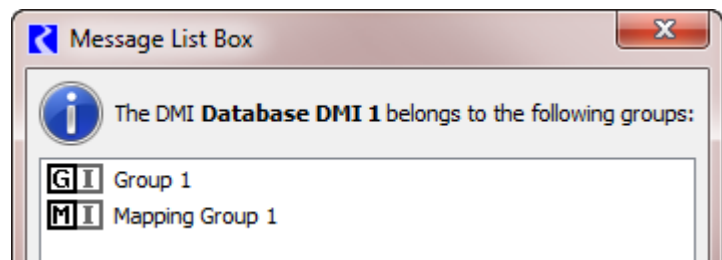 Message List Box
The DMI Database DMI 1 belongs to the following groups:
G I Group 1
M I Mapping Group 1